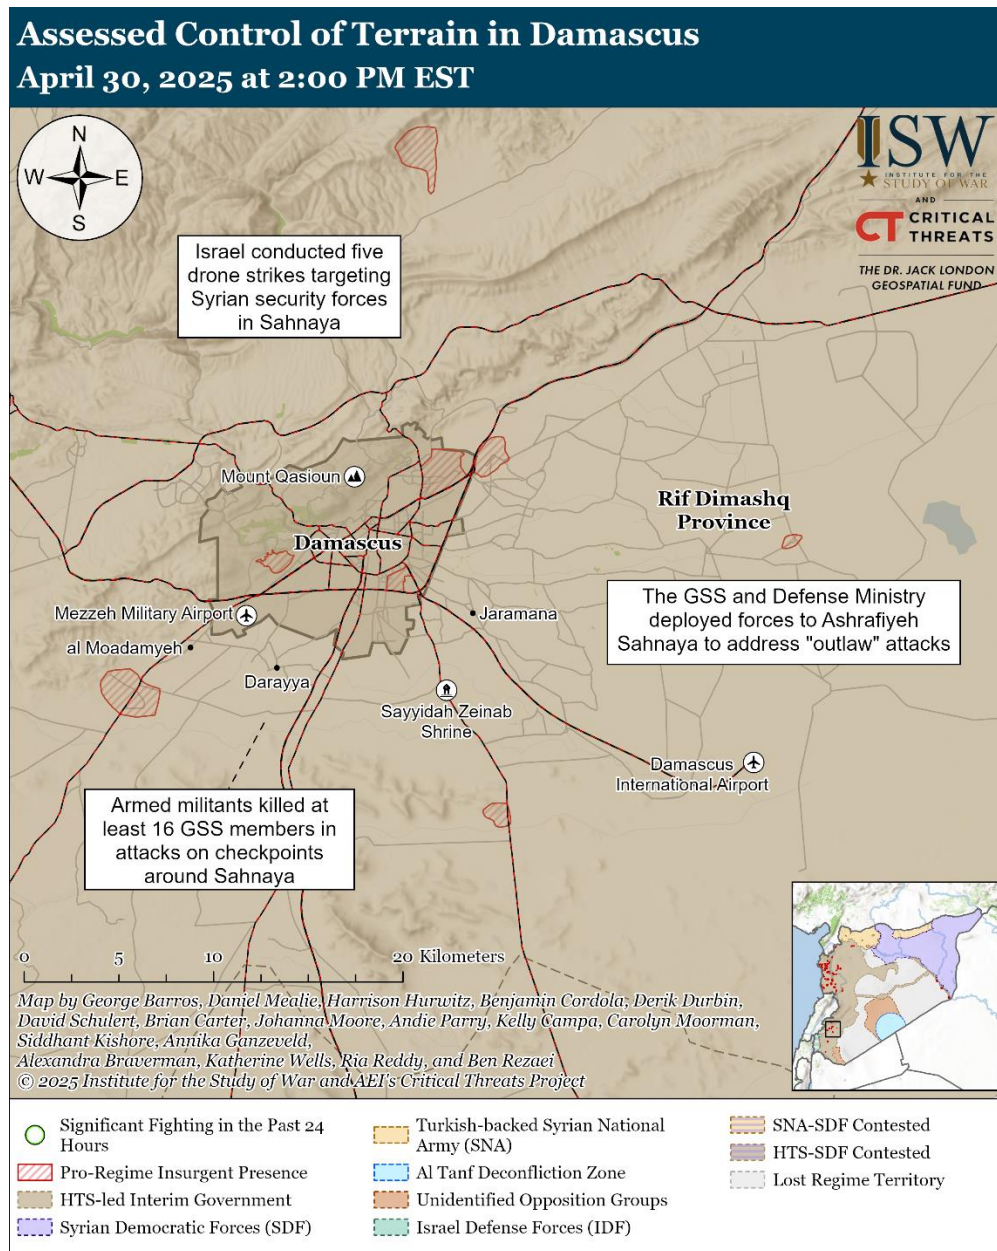 Assessed Control of Terrain in Damascus
April 30, 2025 at 2:00 PM EST
N
W E
S
ISW
INSTITUTE FOR THE
STUDY OF WAR
AND
CT CRITICAL
THREATS
THE DR. JACK LONDON
GEOSPATIAL FUND
Israel conducted five
drone strikes targeting
Syrian security forces
in Sahnaya
Mount Qasioun
Damascus
Rif Dimashq
Province
Mezzeh Military Airport
al Moadamyeh
Darayya
Jaramana
Sayyidah Zeinab
Shrine
The GSS and Defense Ministry
deployed forces to Ashrafiyeh
Sahnaya to address "outlaw" attacks
Damascus
International Airport
Armed militants killed at
least 16 GSS members in
attacks on checkpoints
around Sahnaya
0 5 10 20 Kilometers
Map by George Barros, Daniel Mealie, Harrison Hurwitz, Benjamin Cordola, Derik Durbin,
David Schulert, Brian Carter, Johanna Moore, Andie Parry, Kelly Campa, Carolyn Moorman,
Siddhant Kishore, Annika Ganzeveld,
Alexandra Braverman, Katherine Wells, Ria Reddy, and Ben Rezaei
© 2025 Institute for the Study of War and AEI's Critical Threats Project
Significant Fighting in the Past 24
Hours
Pro-Regime Insurgent Presence
HTS-led Interim Government
Syrian Democratic Forces (SDF)
Turkish-backed Syrian National
Army (SNA)
Al Tanf Deconfliction Zone
Unidentified Opposition Groups
Israel Defense Forces (IDF)
SNA-SDF Contested
HTS-SDF Contested
Lost Regime Territory